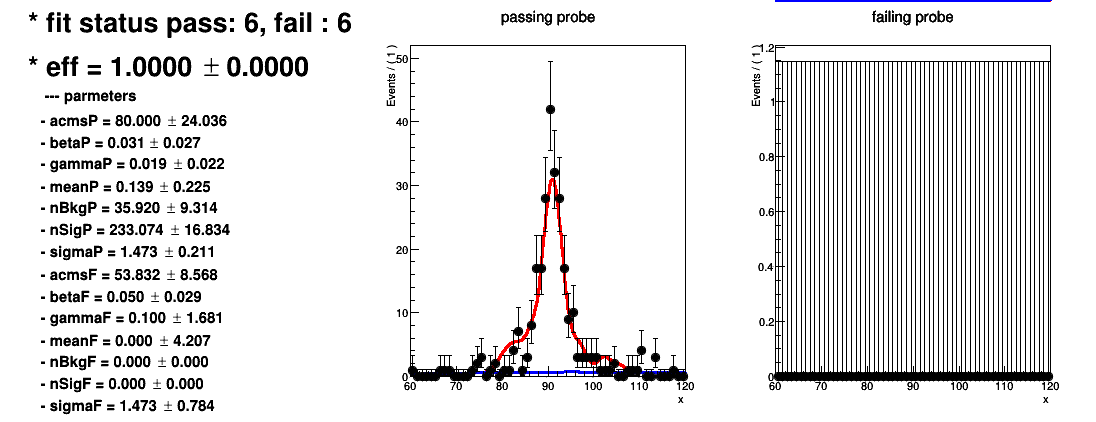 * fit status pass: 6, fail : 6
* eff = 1.0000 ± 0.0000
--- parmeters
- acmsP = 80.000 ± 24.036
- betaP = 0.031 ± 0.027
- gammaP = 0.019 ± 0.022
- meanP = 0.139 ± 0.225
- nBkgP = 35.920 ± 9.314
- nSigP = 233.074 ± 16.834
- sigmaP = 1.473 ± 0.211
- acmsF = 53.832 ± 8.568
- betaF = 0.050 ± 0.029
- gammaF = 0.100 ± 1.681
- meanF = 0.000 ± 4.207
- nBkgF = 0.000 ± 0.000
- nSigF = 0.000 ± 0.000
- sigmaF = 1.473 ± 0.784
passing probe
Events / ( 1 )
50
40
30
20
10
0
60 70 80 90 100 110 120
x
failing probe
Events / ( 1 )
1.2
1
0.8
0.6
0.4
0.2
0
60 70 80 90 100 110 120
x